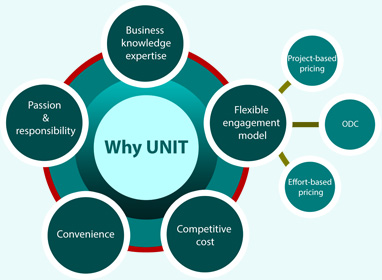 Business
knowledge
expertise
Passion
&
responsibility
Why UNIT
Flexible
engagement
model
Project-based
pricing
ODC
Effort-based
pricing
Convenience
Competitive
cost